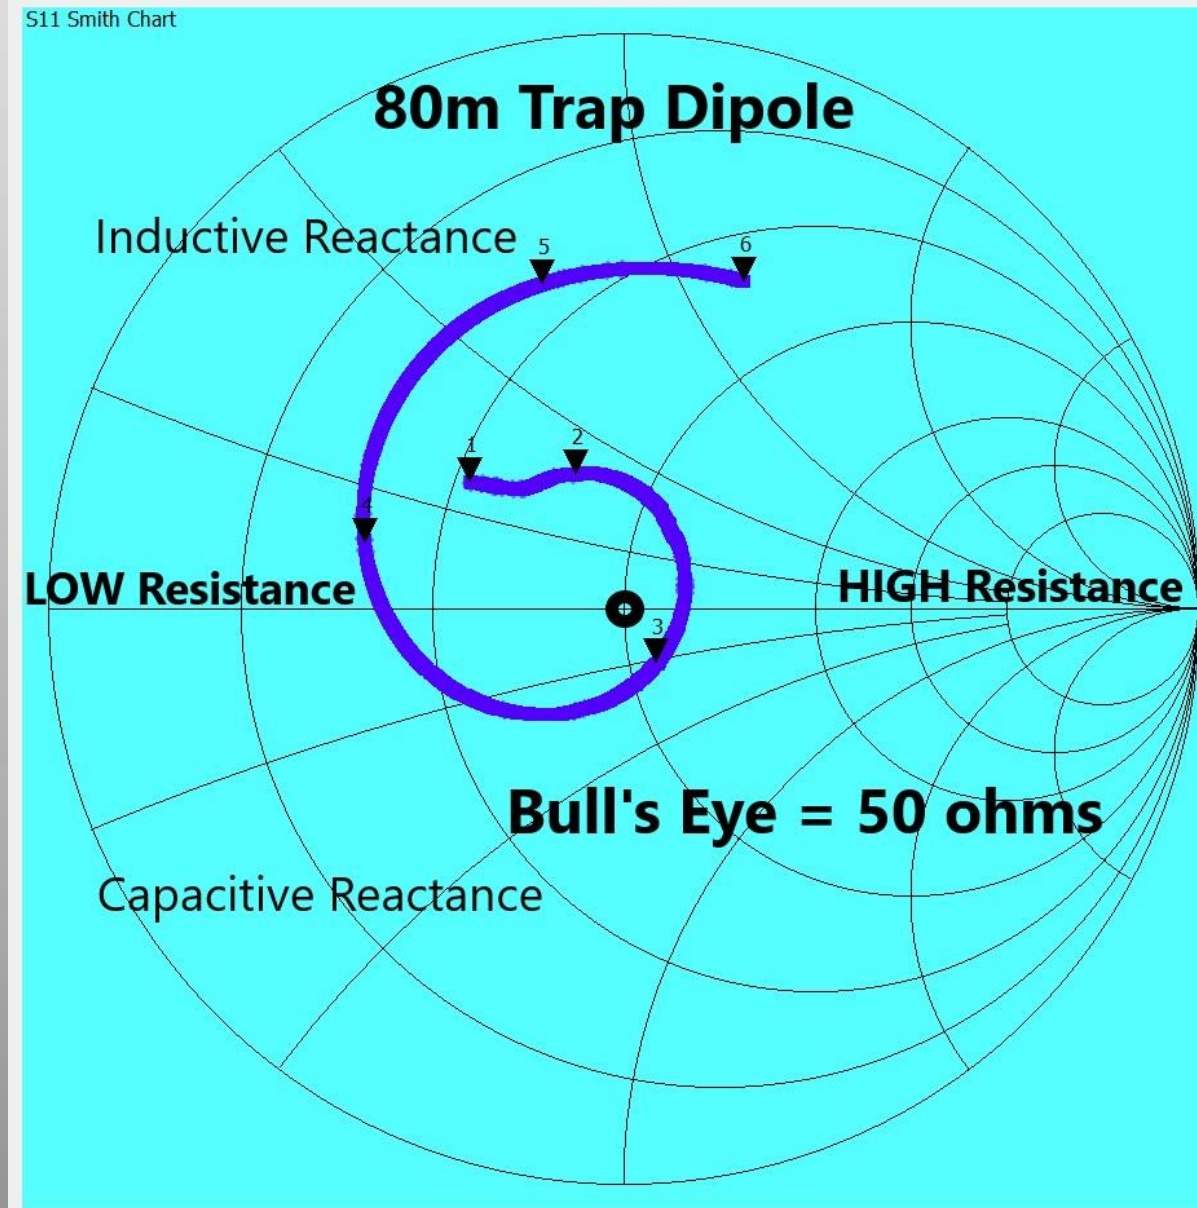 S11 Smith Chart
80m Trap Dipole
Inductive Reactance
5
6
1
2
4
LOW Resistance
HIGH Resistance
3
Bull's Eye = 50 ohms
Capacitive Reactance